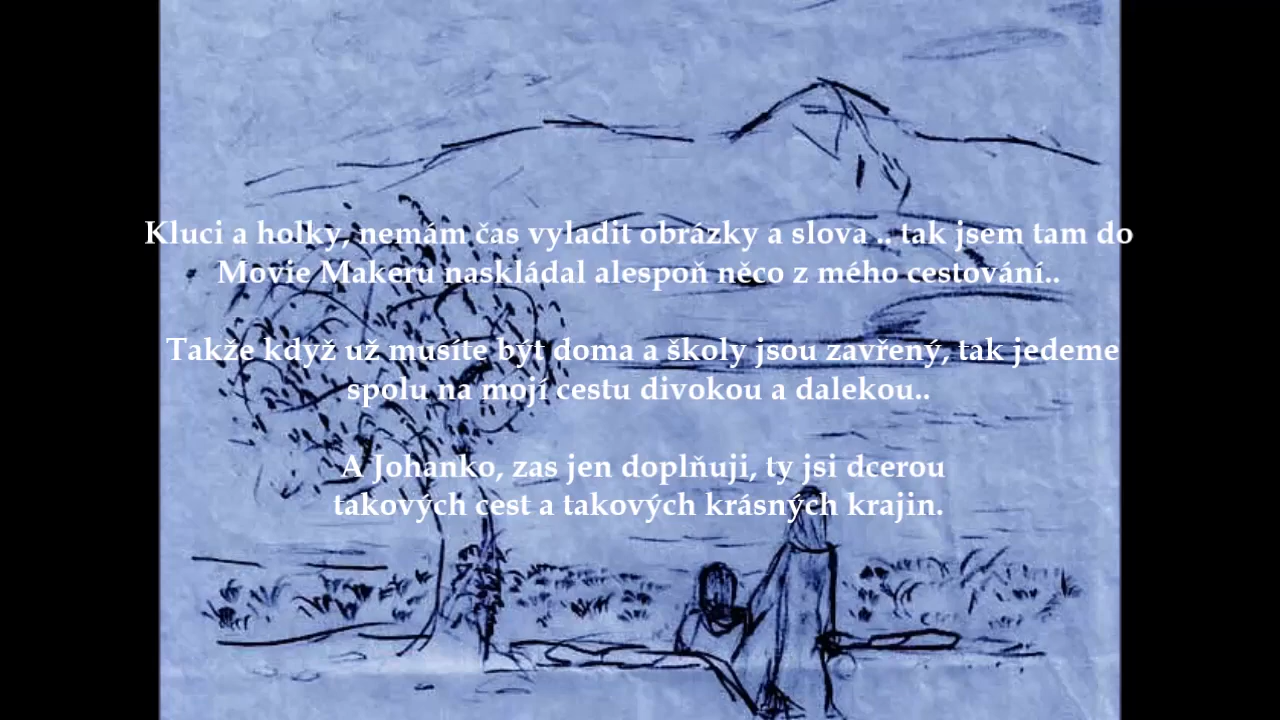 Kluci a holky, nemám čas vyladit obrázky a slova .. tak jsem tam do
Movie Makeru naskládal alespoň něco z mého cestování..
Takže když už musíte být doma a školy jsou zavřený, tak jedeme
spolu na mojí cestu divokou a dalekou..
A Johanko, zas jen doplňuji, ty jsi dcerou
takových cest a takových krásných krajin.